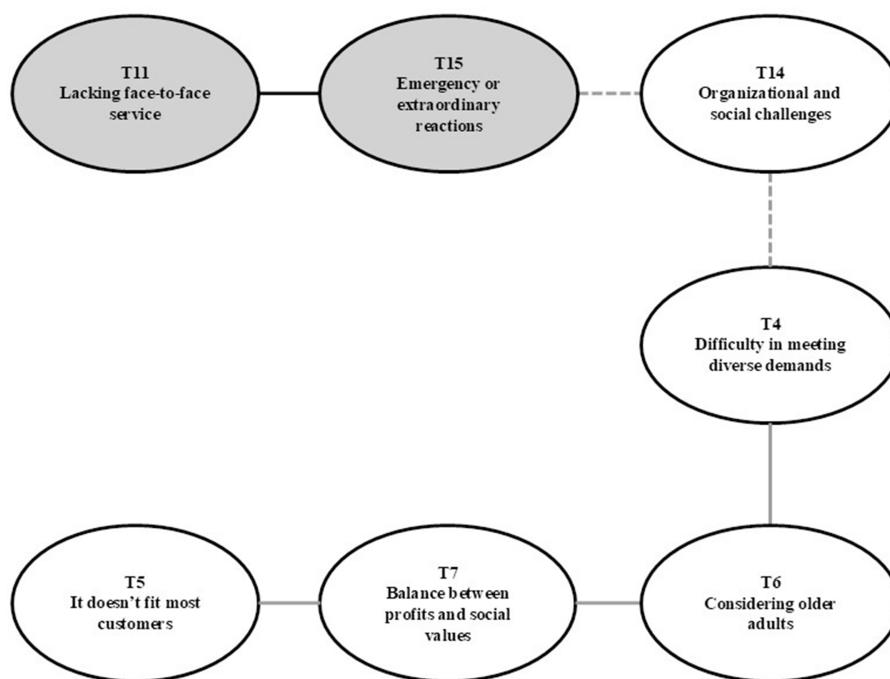 T11
Lacking face-to-face
service
T15
Emergency or
extraordinary
reactions
T14
Organizational and
social challenges
T4
Difficulty in meeting
diverse demands
T5
It doesn’t fit most
customers
T7
Balance between
profits and social
values
T6
Considering older
adults